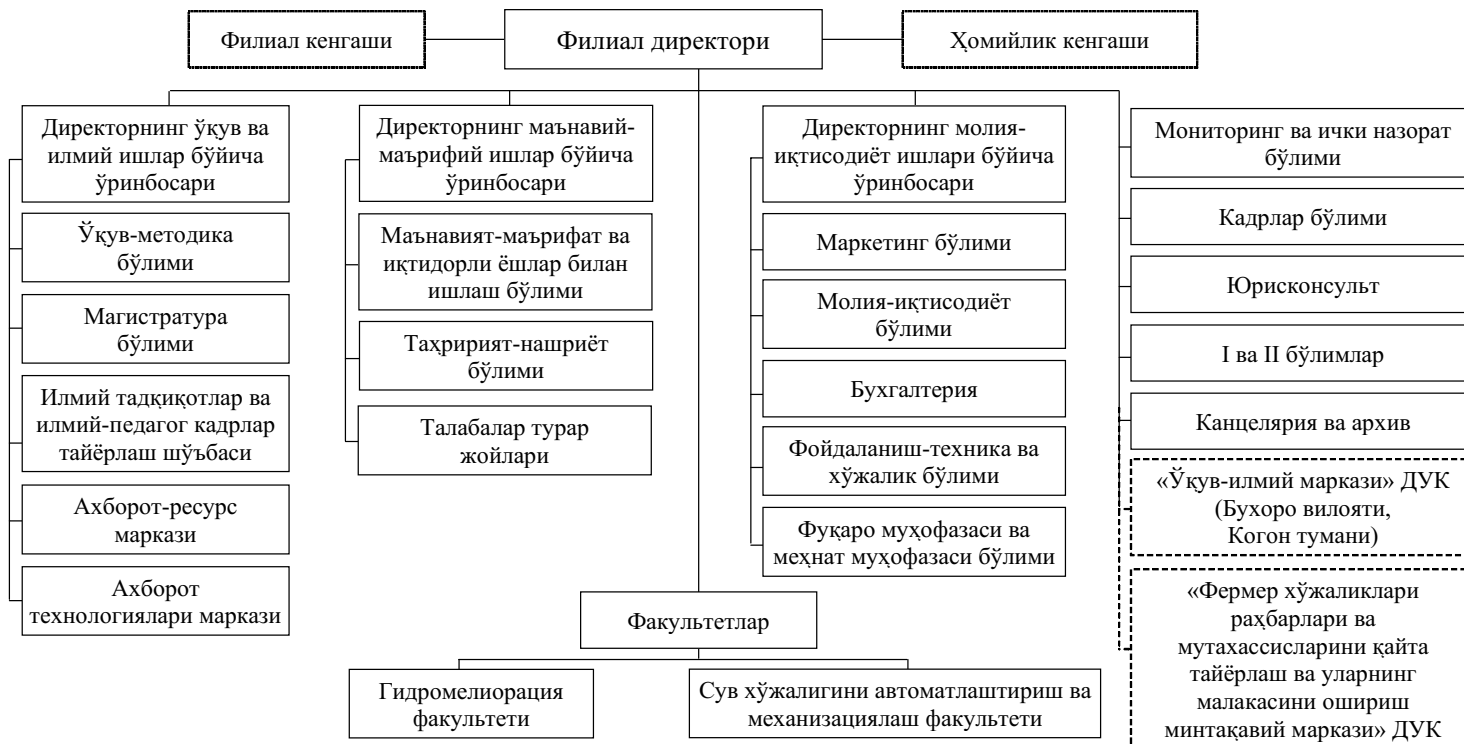 Филиал кенгаши
Филиал директори
Ҳомийлик кенгаши
Директорнинг ўқув ва
илмий ишлар бўйича
ўринбосари
Ўқув-методика
бўлими
Магистратура
бўлими
Илмий тадқиқотлар ва
илмий-педагог кадрлар
тайёрлаш шўъбаси
Ахборот-ресурс
маркази
Ахборот
технологиялари маркази
Директорнинг маънавий-
маърифий ишлар бўйича
ўринбосари
Маънавият-маърифат ва
иқтидорли ёшлар билан
ишлаш бўлими
Таҳририят-нашриёт
бўлими
Талабалар турар
жойлари
Директорнинг молия-
иқтисодиёт ишлари бўйича
ўринбосари
Маркетинг бўлими
Молия-иқтисодиёт
бўлими
Бухгалтерия
Фойдаланиш-техника ва
хўжалик бўлими
Фуқаро муҳофазаси ва
меҳнат муҳофазаси бўлими
Мониторинг ва ички назорат
бўлими
Кадрлар бўлими
Юрисконсульт
I ва II бўлимлар
Канцелярия ва архив
«Ўқув-илмий маркази» ДУК
(Бухоро вилояти,
Когон тумани)
«Фермер хўжаликлари
раҳбарлари ва
мутахассисларини қайта
тайёрлаш ва уларнинг
малакасини ошириш
минтақавий маркази» ДУК
Факультетлар
Гидромелиорация
факультети
Сув хўжалигини автоматлаштириш ва
механизациялаш факультети